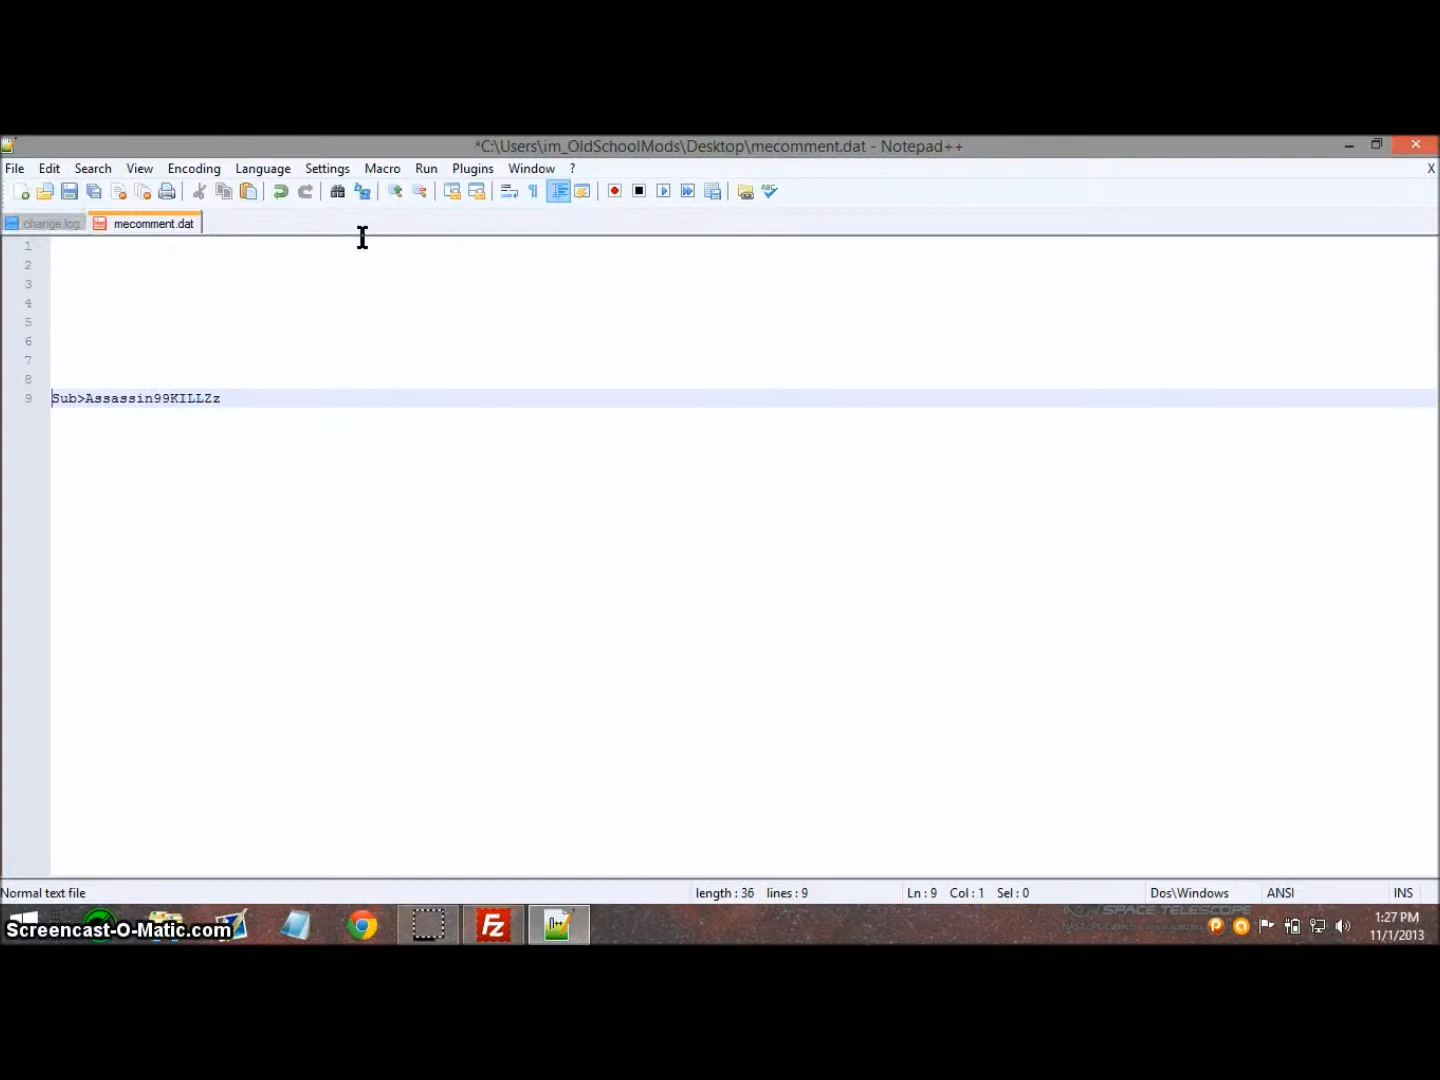 *C:\Users\im_OldSchoolMods\Desktop\mecomment.dat - Notepad++
File Edit Search View Encoding Language Settings Macro Run Plugins Window ? X
change.log mecomment.dat
1
2
3
4
5
6
7
8
9 Sub>Assassin99KILLZz
Normal text file length : 36 lines : 9 Ln : 9 Col : 1 Sel : 0 Dos\Windows ANSI INS
SPACE TELESCOPE
1:27 PM
Screencast-O-Matic.com
11/1/2013